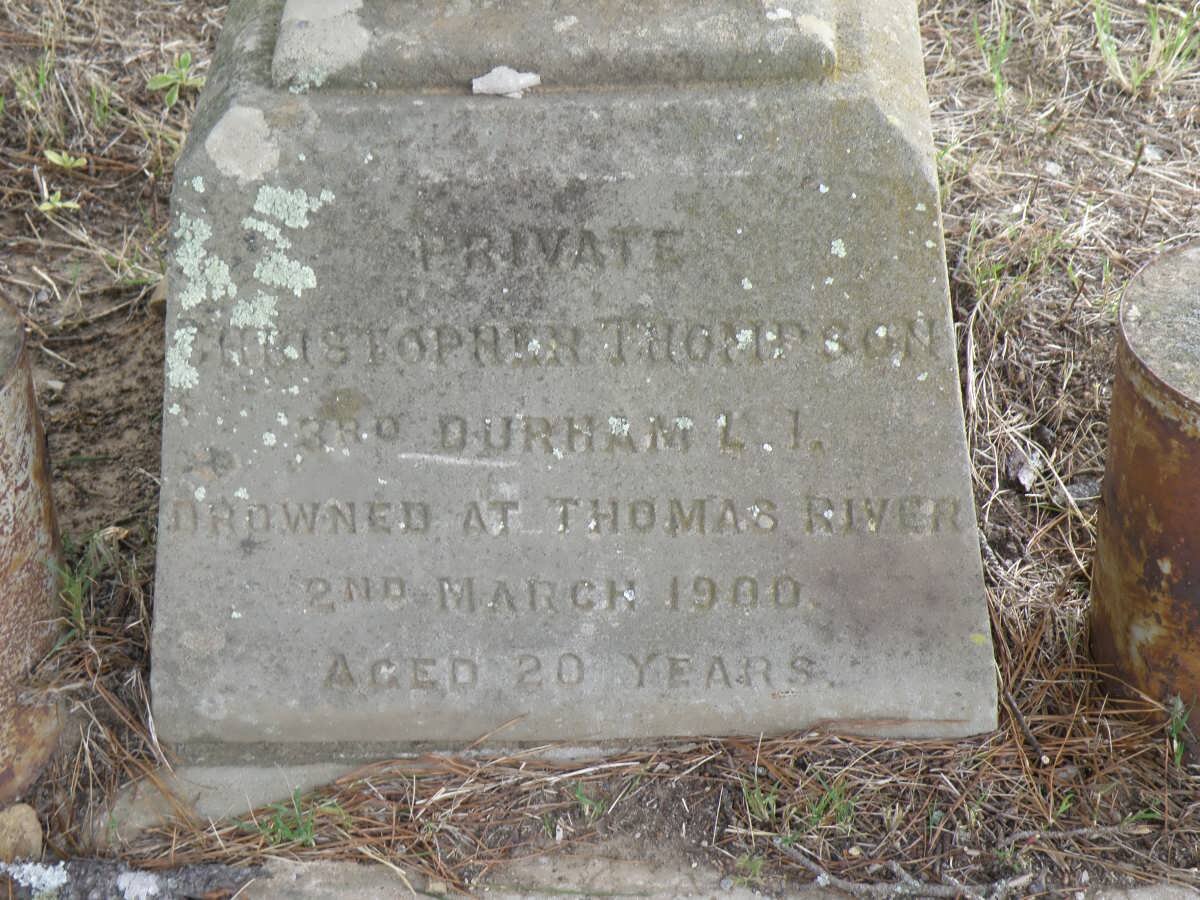 PRIVATE
CHRISTOPHER THOMPSON
3RD DURHAM L.I.
DROWNED AT THOMAS RIVER
2ND MARCH 1900.
AGED 20 YEARS.